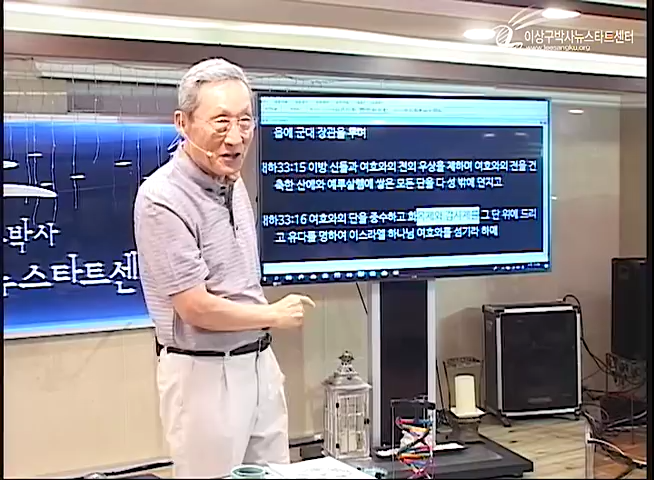 이상구박사뉴스타트센터
www.leesangku.org
읍에 군대 장관을 두며
대하33:15 이방 신들과 여호와의 전의 우상을 제하며 여호와의 전을 건
축한 산에와 예루살렘에 쌓은 모든 단을 다 성 밖에 던지고
대하33:16 여호와의 단을 중수하고 화목제와 감사제를 그 단 위에 드리
고 유다를 명하여 이스라엘 하나님 여호와를 섬기라 하매
박사
뉴스타트센